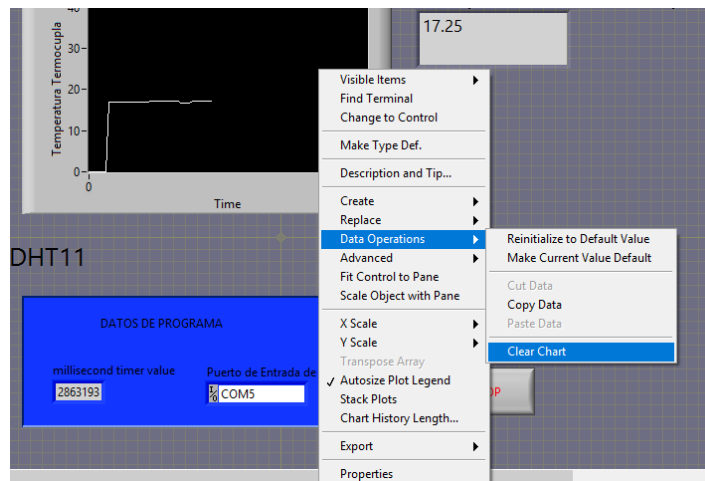 40
30
20
10
0
0
Temperatura Termocupla
Time
17.25
DHT11
DATOS DE PROGRAMA
millisecond timer value
2863193
Puerto de Entrada de
I/O COM5
Visible Items
Find Terminal
Change to Control
Make Type Def.
Description and Tip...
Create
Replace
Data Operations
Advanced
Fit Control to Pane
Scale Object with Pane
X Scale
Y Scale
Transpose Array
✓ Autosize Plot Legend
Stack Plots
Chart History Length...
Export
Properties
Reinitialize to Default Value
Make Current Value Default
Cut Data
Copy Data
Paste Data
Clear Chart
OP